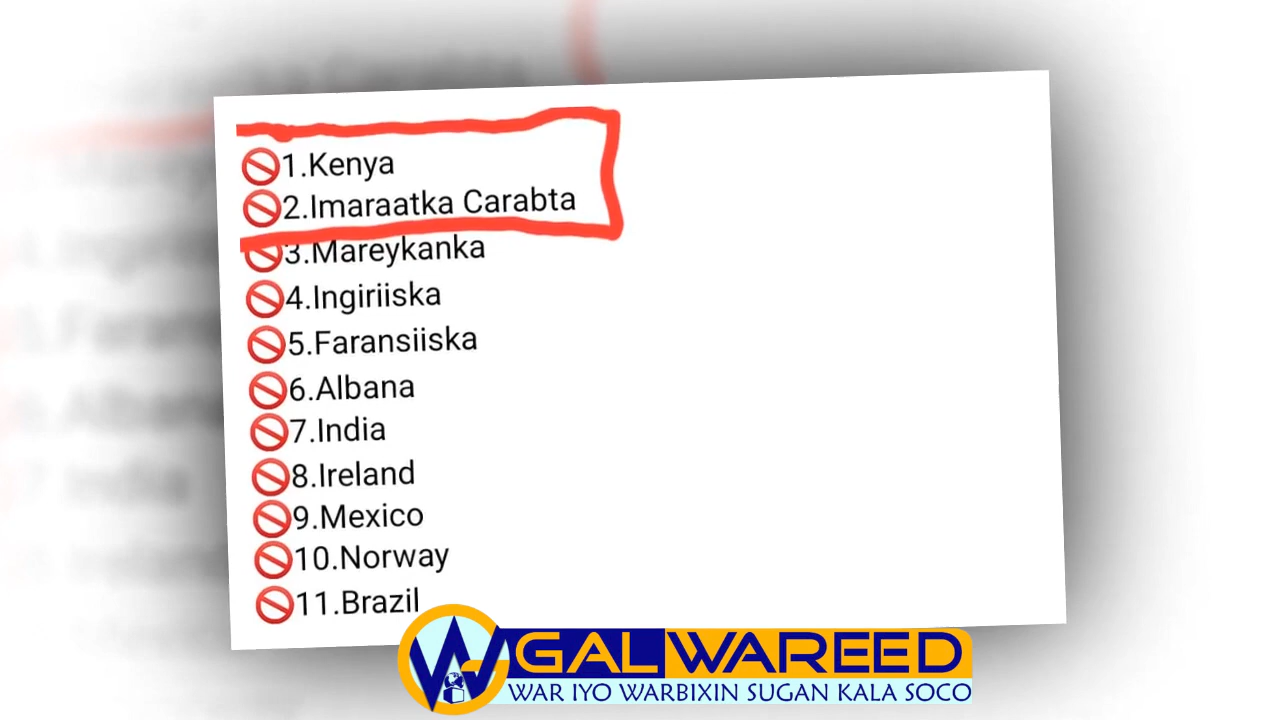 🚫1.Kenya
🚫2.Imaraatka Carabta
🚫3.Mareykanka
🚫4.Ingiriiska
🚫5.Faransiiska
🚫6.Albana
🚫7.India
🚫8.Ireland
🚫9.Mexico
🚫10.Norway
🚫11.Brazil
GALWAREED
WAR IYO WARBIXIN SUGAN KALA SOCO